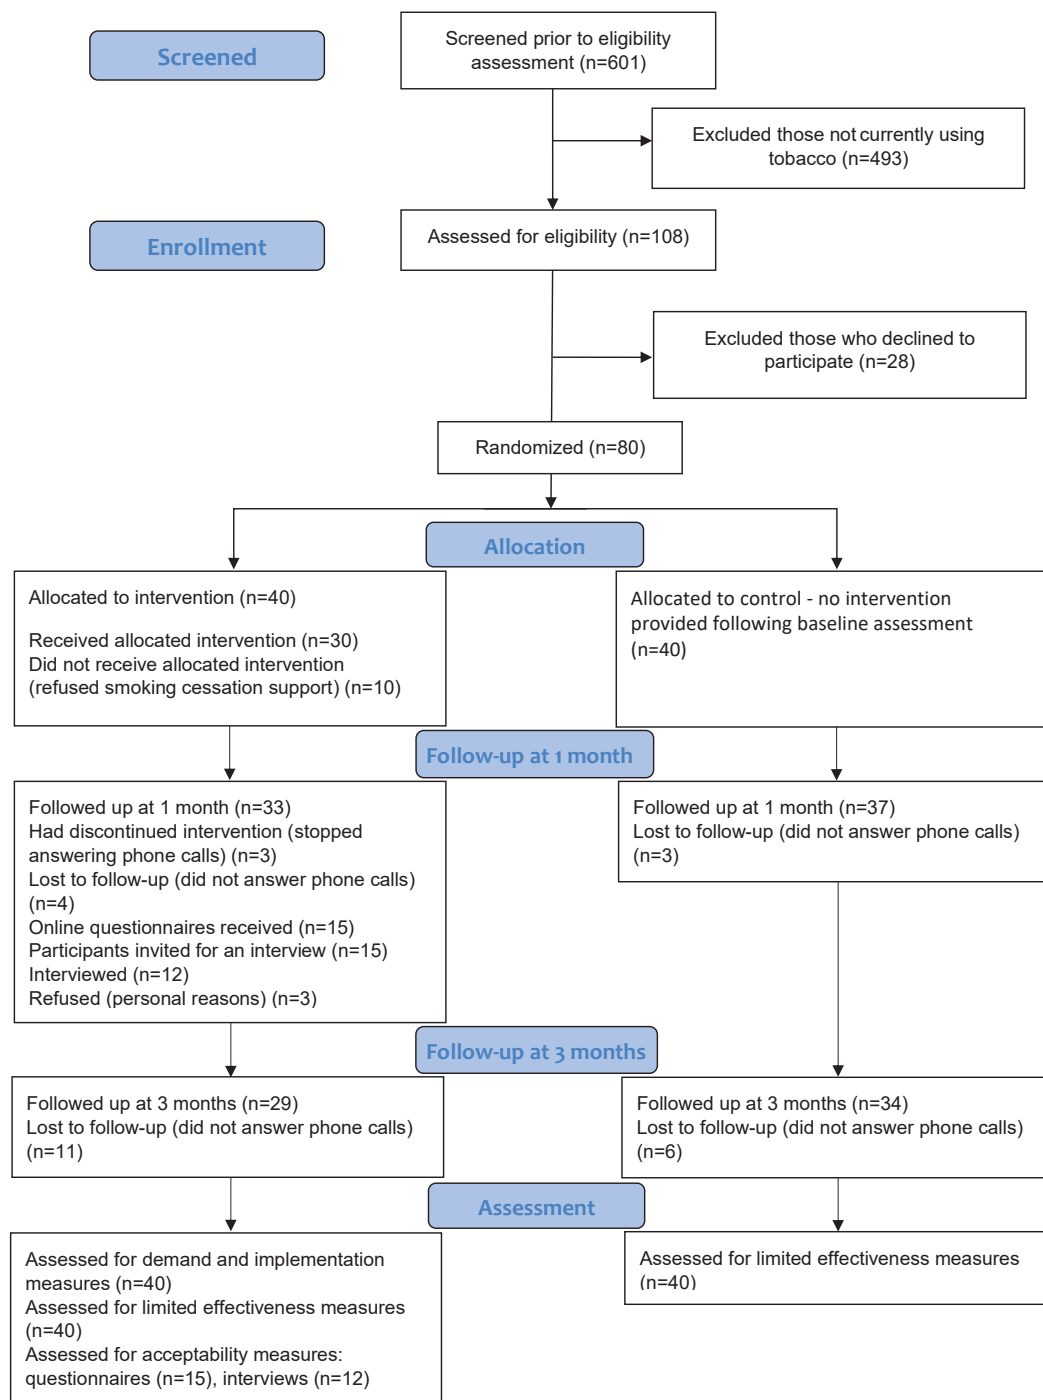 Screened
Screened prior to eligibility
assessment (n=601)
Excluded those not currently using
tobacco (n=493)
Enrollment
Assessed for eligibility (n=108)
Excluded those who declined to
participate (n=28)
Randomized (n=80)
Allocation
Allocated to intervention (n=40)
Received allocated intervention (n=30)
Did not receive allocated intervention
(refused smoking cessation support) (n=10)
Allocated to control - no intervention
provided following baseline assessment
(n=40)
Follow-up at 1 month
Followed up at 1 month (n=33)
Had discontinued intervention (stopped
answering phone calls) (n=3)
Lost to follow-up (did not answer phone calls)
(n=4)
Online questionnaires received (n=15)
Participants invited for an interview (n=15)
Interviewed (n=12)
Refused (personal reasons) (n=3)
Followed up at 1 month (n=37)
Lost to follow-up (did not answer phone calls)
(n=3)
Follow-up at 3 months
Followed up at 3 months (n=29)
Lost to follow-up (did not answer phone calls)
(n=11)
Followed up at 3 months (n=34)
Lost to follow-up (did not answer phone calls)
(n=6)
Assessment
Assessed for demand and implementation
measures (n=40)
Assessed for limited effectiveness measures
(n=40)
Assessed for acceptability measures:
questionnaires (n=15), interviews (n=12)
Assessed for limited effectiveness measures
(n=40)